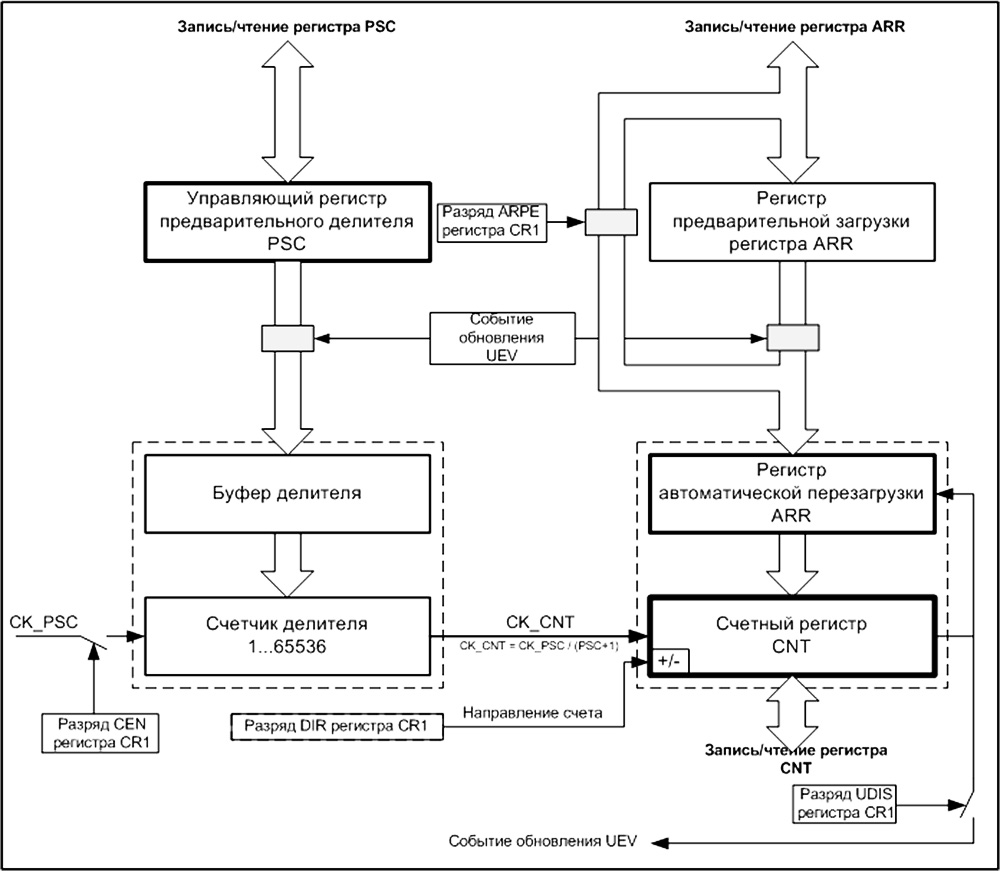 Запись/чтение регистра PSC
Запись/чтение регистра ARR
Управляющий регистр
предварительного делителя
PSC
Разряд ARPE
регистра CR1
Регистр
предварительной загрузки
регистра ARR
Событие
обновления
UEV
Буфер делителя
Регистр
автоматической перезагрузки
ARR
CK_PSC
Счетчик делителя
1...65536
CK_CNT
CK_CNT = CK_PSC / (PSC+1)
Счетный регистр
CNT
+/-
Разряд CEN
регистра CR1
Разряд DIR регистра CR1
Направление счета
Запись/чтение регистра
CNT
Разряд UDIS
регистра CR1
Событие обновления UEV